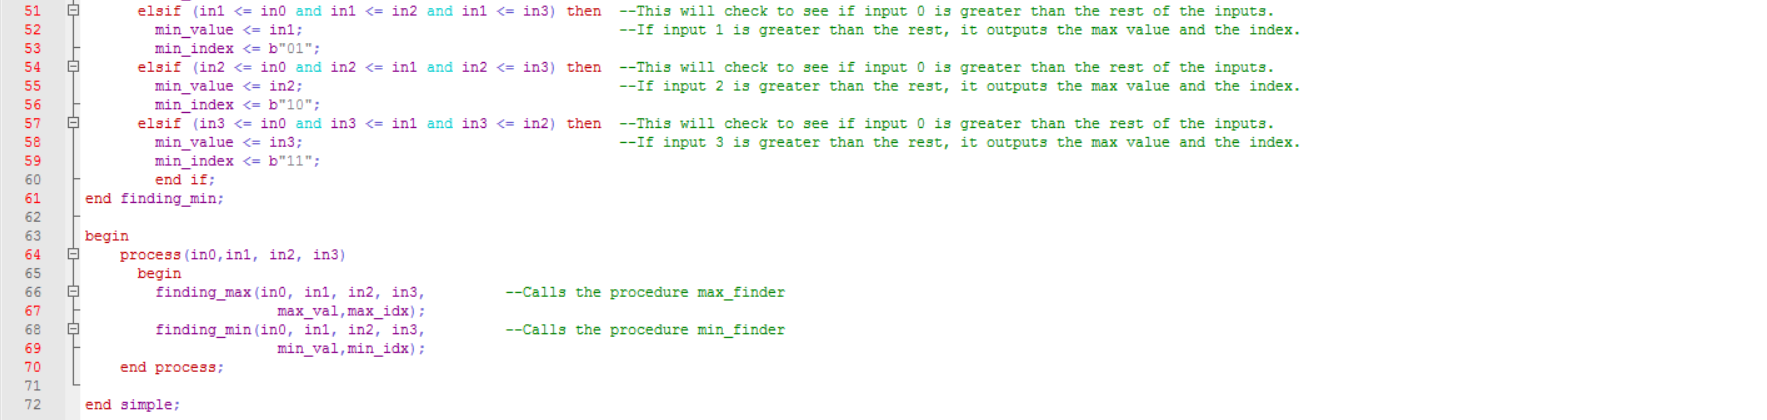 51 elsif (in1 <= in0 and in1 <= in2 and in1 <= in3) then --This will check to see if input 0 is greater than the rest of the inputs.
52 min_value <= in1; --If input 1 is greater than the rest, it outputs the max value and the index.
53 min_index <= b"01";
54 elsif (in2 <= in0 and in2 <= in1 and in2 <= in3) then --This will check to see if input 0 is greater than the rest of the inputs.
55 min_value <= in2; --If input 2 is greater than the rest, it outputs the max value and the index.
56 min_index <= b"10";
57 elsif (in3 <= in0 and in3 <= in1 and in3 <= in2) then --This will check to see if input 0 is greater than the rest of the inputs.
58 min_value <= in3; --If input 3 is greater than the rest, it outputs the max value and the index.
59 min_index <= b"11";
60 end if;
61 end finding_min;
62
63 begin
64 process(in0,in1, in2, in3)
65 begin
66 finding_max(in0, in1, in2, in3, --Calls the procedure max_finder
67 max_val,max_idx);
68 finding_min(in0, in1, in2, in3, --Calls the procedure min_finder
69 min_val,min_idx);
70 end process;
71
72 end simple;